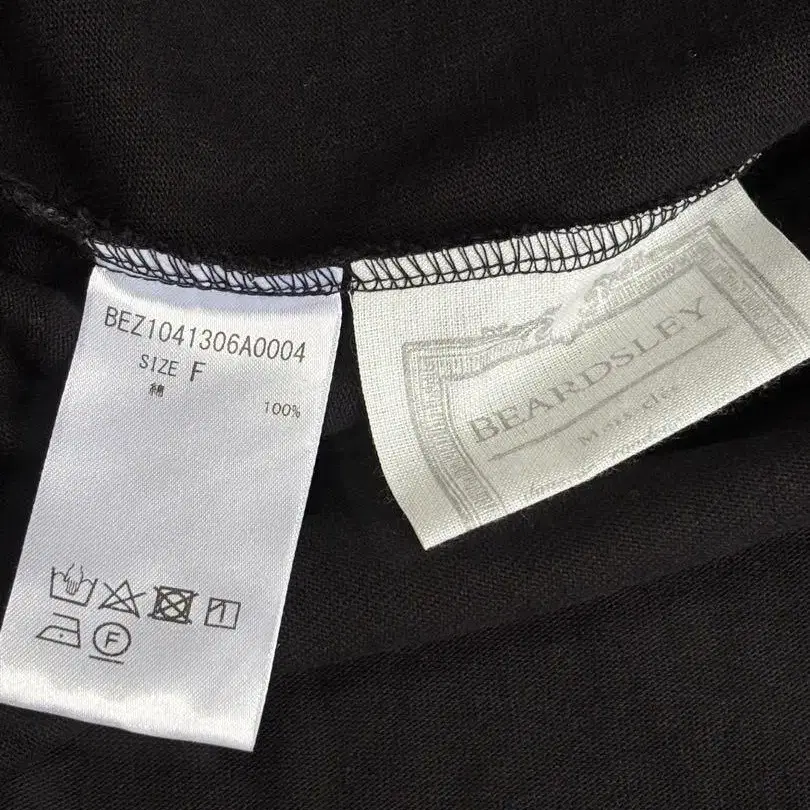 BEZ1041306A0004
SIZE F
綿
100%
F
BEARDSLEY